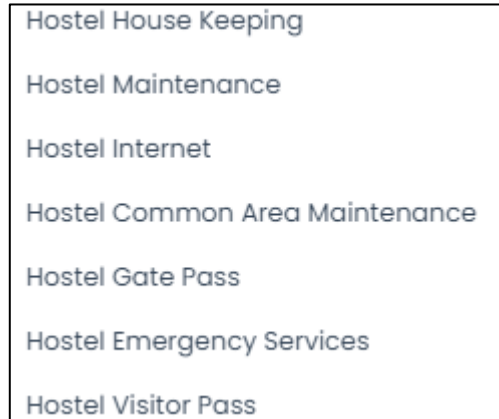 Hostel House Keeping
Hostel Maintenance
Hostel Internet
Hostel Common Area Maintenance
Hostel Gate Pass
Hostel Emergency Services
Hostel Visitor Pass